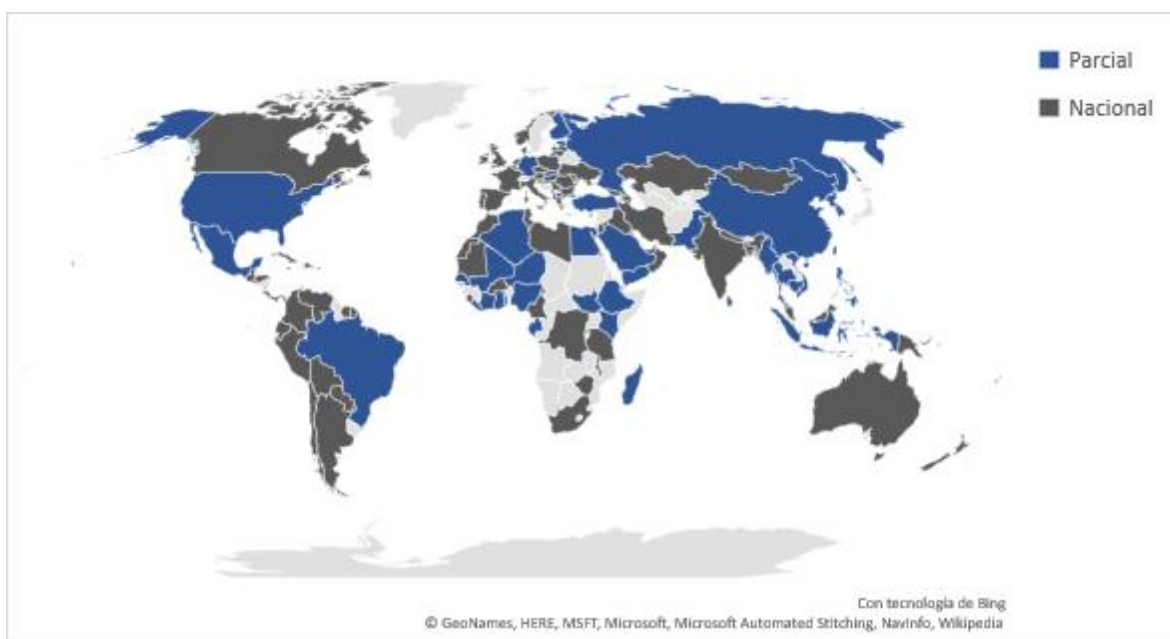 Parcial
Nacional
Con tecnología de Bing
© GeoNames, HERE, MSFT, Microsoft, Microsoft Automated Stitching, Navinfo, Wikipedia